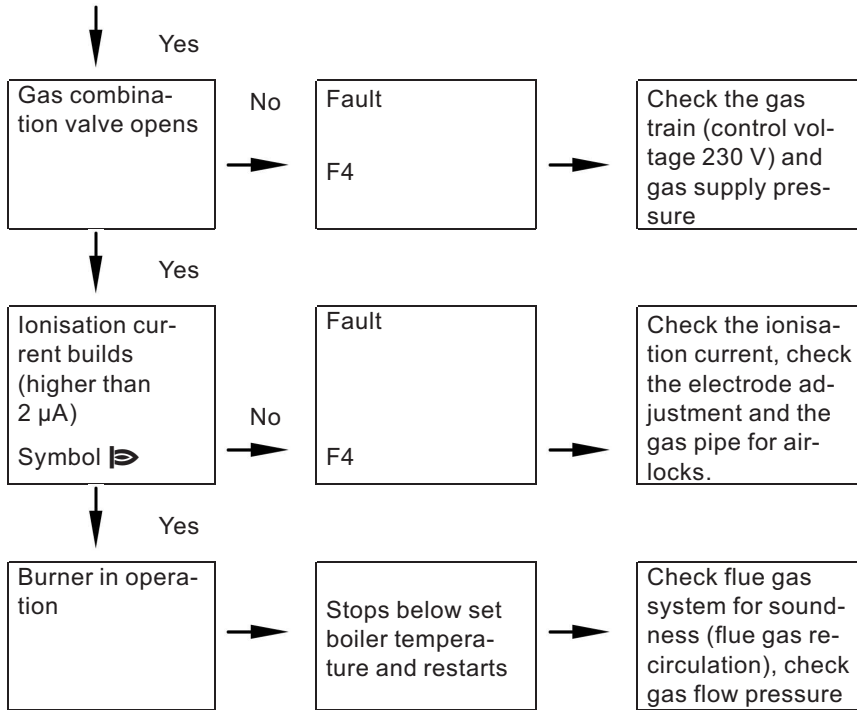 Yes
Gas combina-
tion valve opens
No
Fault
F4
Check the gas
train (control vol-
tage 230 V) and
gas supply pres-
sure
Yes
Ionisation cur-
rent builds
(higher than
2 µA)
Symbol
No
Fault
F4
Check the ionisa-
tion current, check
the electrode ad-
justment and the
gas pipe for air-
locks.
Yes
Burner in opera-
tion
Stops below set
boiler tempera-
ture and restarts
Check flue gas
system for sound-
ness (flue gas re-
circulation), check
gas flow pressure